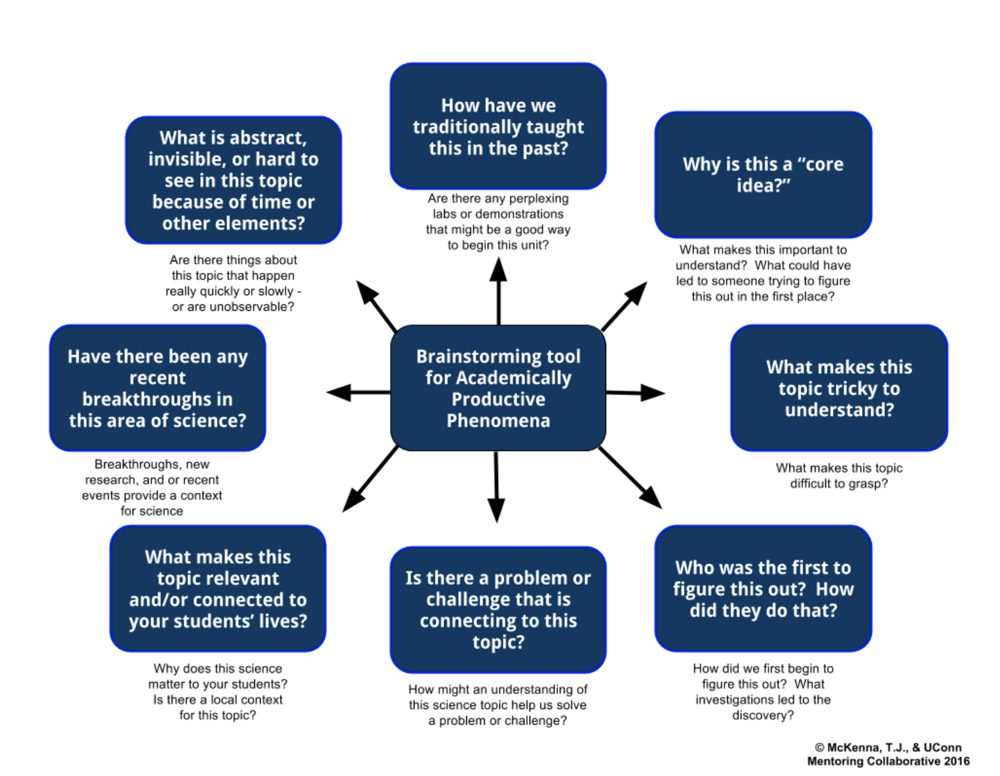 How have we
traditionally taught
this in the past?
Are there any perplexing
labs or demonstrations
that might be a good way
to begin this unit?
What is abstract,
invisible, or hard to
see in this topic
because of time or
other elements?
Are there things about
this topic that happen
really quickly or slowly -
or are unobservable?
Why is this a “core
idea?”
What makes this important to
understand?  What could have
led to someone trying to figure
this out in the first place?
Have there been any
recent
breakthroughs in
this area of science?
Breakthroughs, new
research, and or recent
events provide a context
for science
Brainstorming tool
for Academically
Productive
Phenomena
What makes this
topic tricky to
understand?
What makes this topic
difficult to grasp?
What makes this
topic relevant
and/or connected to
your students’ lives?
Why does this science
matter to your students?
Is there a local context
for this topic?
Is there a problem or
challenge that is
connecting to this
topic?
How might an understanding of
this science topic help us solve
a problem or challenge?
Who was the first to
figure this out?  How
did they do that?
How did we first begin to
figure this out?  What
investigations led to the
discovery?
© McKenna, T.J., & UConn
Mentoring Collaborative 2016